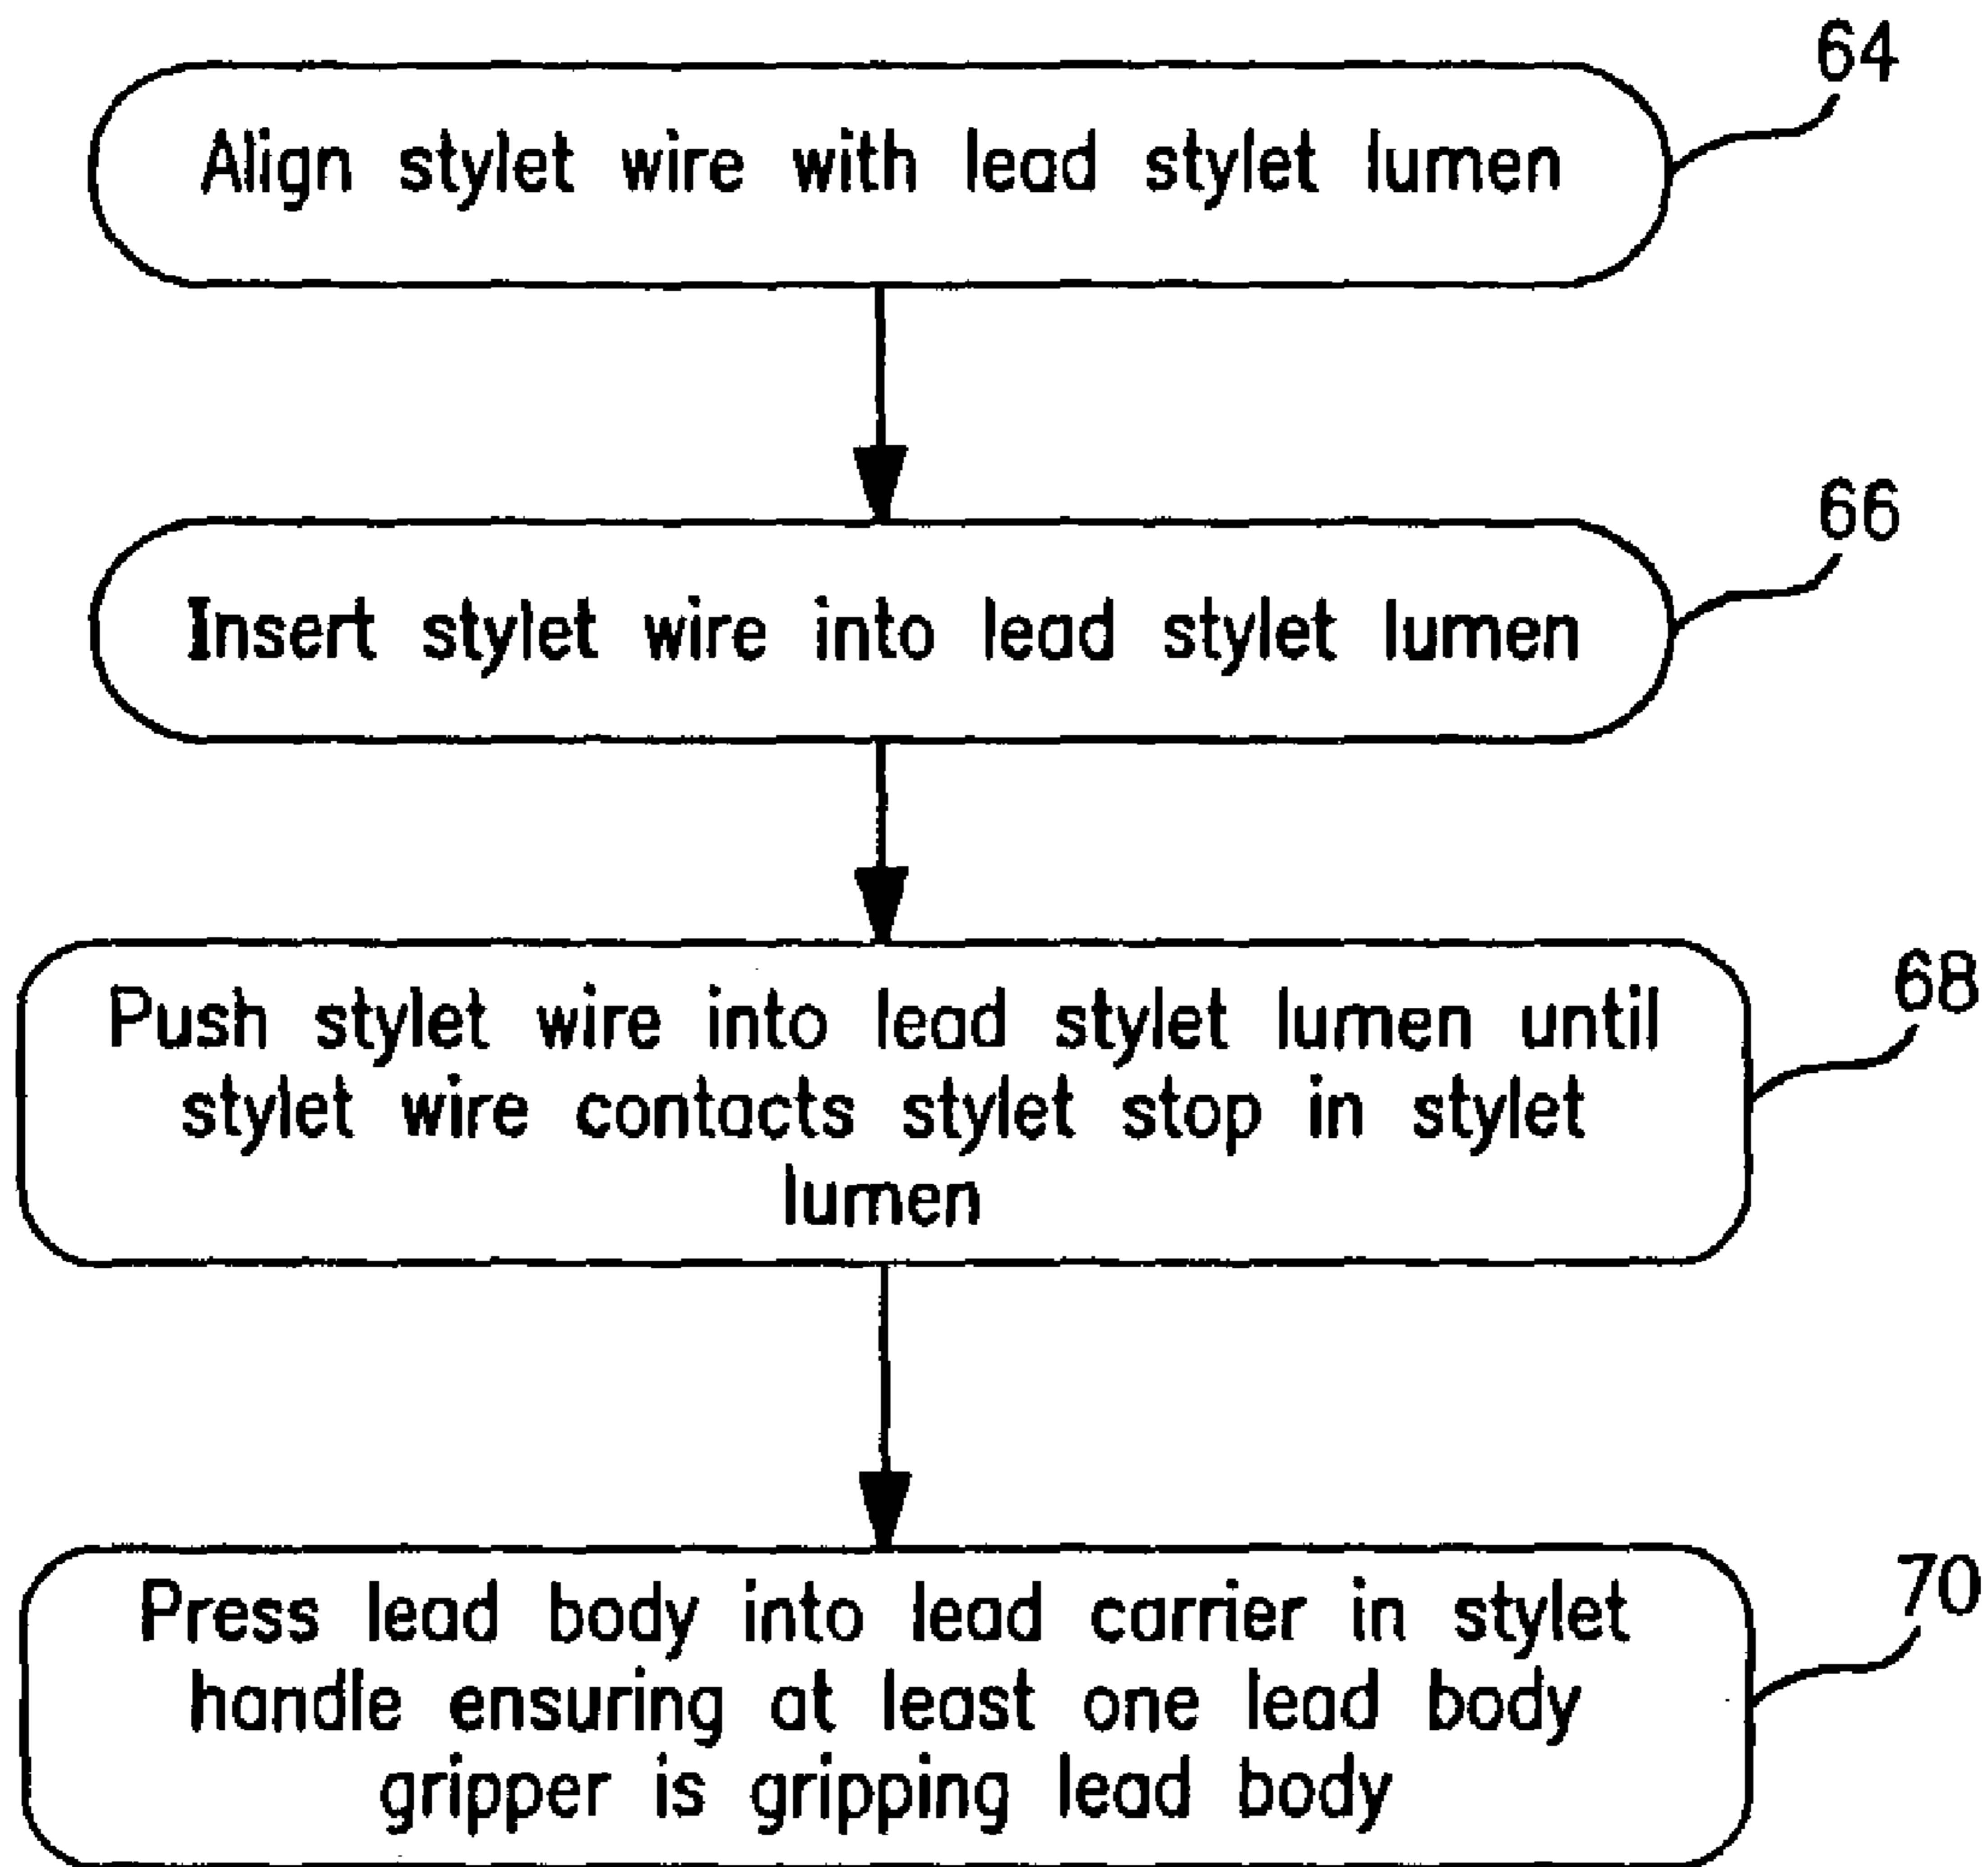 64
Align stylet wire with lead stylet lumen
66
Insert stylet wire into lead stylet lumen
68
Push stylet wire into lead stylet lumen until
stylet wire contacts stylet stop in stylet
lumen
70
Press lead body into lead carrier in stylet
handle ensuring at least one lead body
gripper is gripping lead body